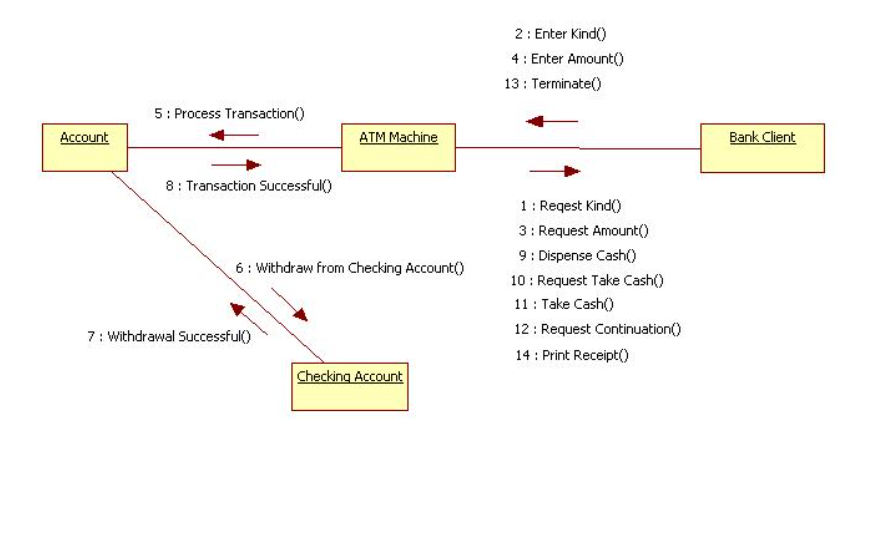 2 : Enter Kind()
4 : Enter Amount()
13 : Terminate()
5 : Process Transaction()
Account
ATM Machine
Bank Client
8 : Transaction Successful()
1 : Reqest Kind()
3 : Request Amount()
9 : Dispense Cash()
10 : Request Take Cash()
11 : Take Cash()
12 : Request Continuation()
14 : Print Receipt()
6 : Withdraw from Checking Account()
7 : Withdrawal Successful()
Checking Account